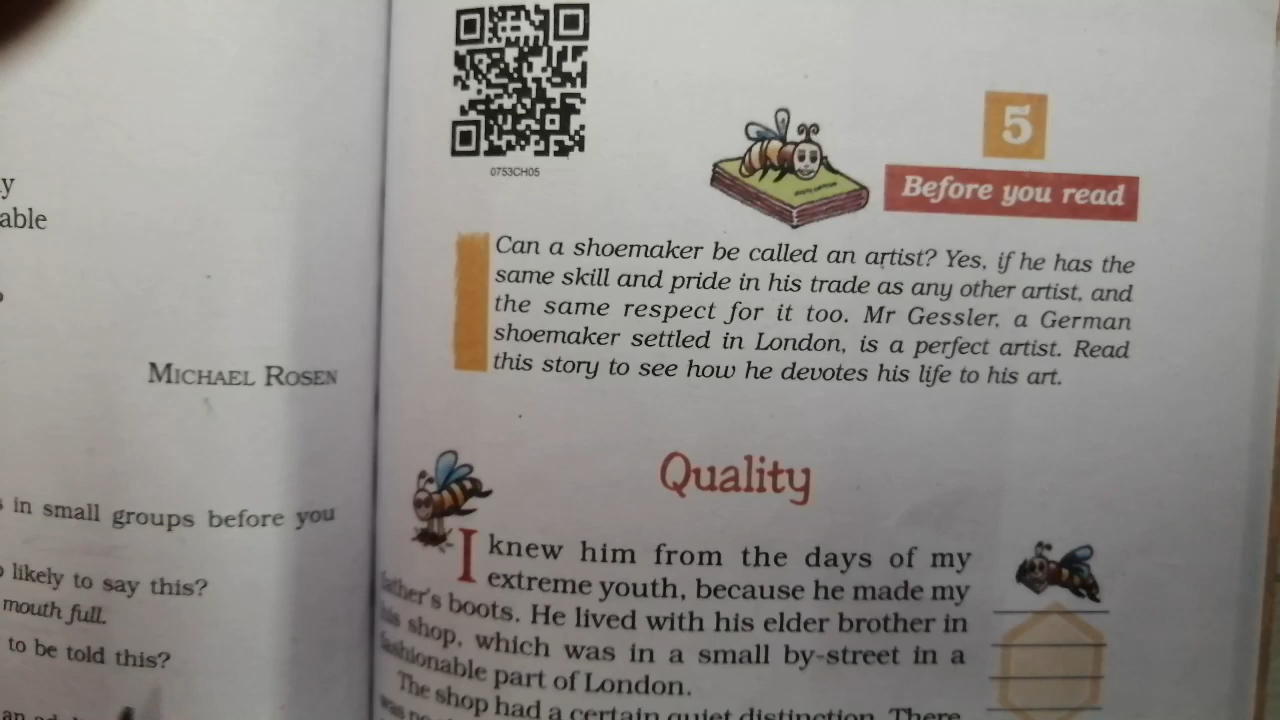 y
able
MICHAEL ROSEN
in small groups before you
likely to say this?
mouth full.
to be told this?
0753CH05
5
Before you read
Can a shoemaker be called an artist? Yes, if he has the
same skill and pride in his trade as any other artist, and
the same respect for it too. Mr Gessler, a German
shoemaker settled in London, is a perfect artist. Read
this story to see how he devotes his life to his art.
Quality
I knew him from the days of my
extreme youth, because he made my
father's boots. He lived with his elder brother in
his shop, which was in a small by-street in a
fashionable part of London.
The shop had a certain quiet distinction. There